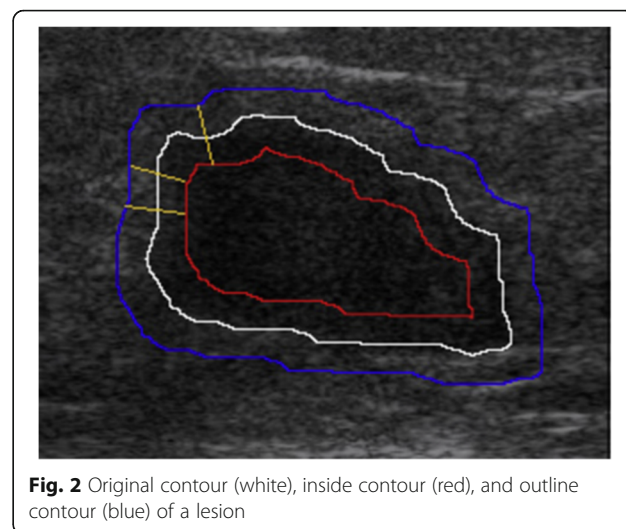 Fig. 2 Original contour (white), inside contour (red), and outline
contour (blue) of a lesion